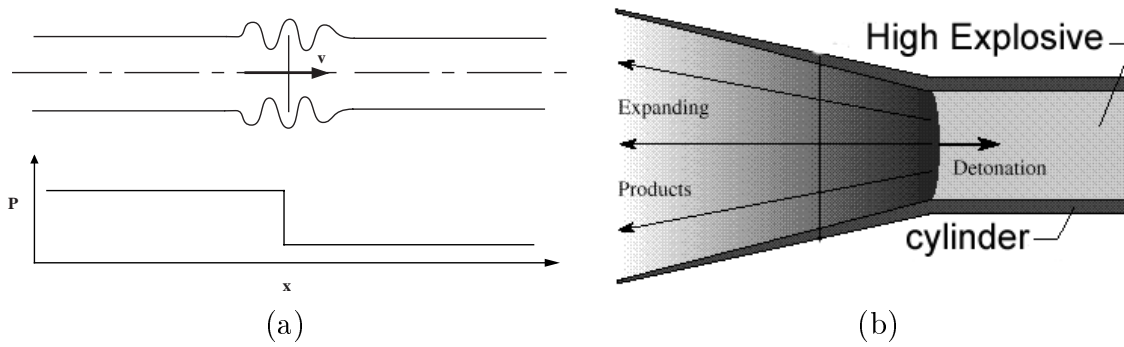 v
P
x
(a)
High Explosive
Expanding
Detonation
Products
cylinder
(b)